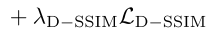 + λ_{D−SSIM} ℒ_{D−SSIM}